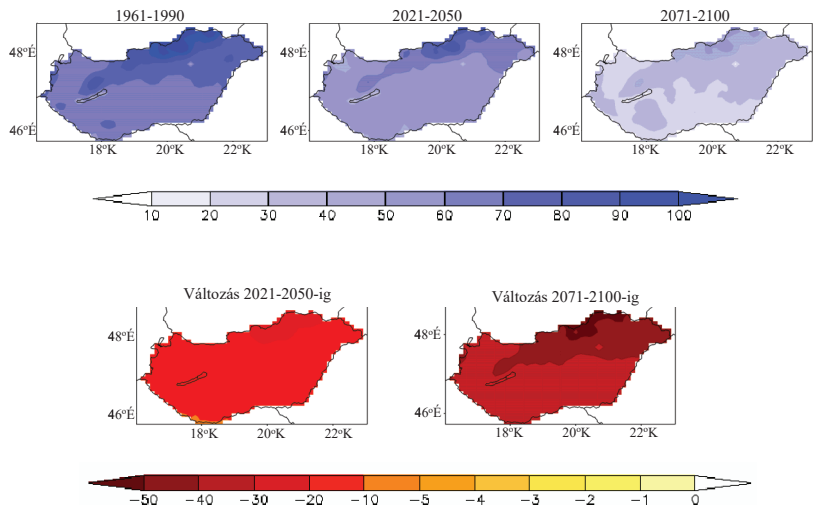 1961-1990 2021-2050 2071-2100
48°É 48°É 48°É
46°É 46°É 46°É
18°K 20°K 22°K 18°K 20°K 22°K 18°K 20°K 22°K
10 20 30 40 50 60 70 80 90 100
Változás 2021-2050-ig Változás 2071-2100-ig
48°É 48°É
46°É 46°É
18°K 20°K 22°K 18°K 20°K 22°K
-50 -40 -30 -20 -10 -5 -4 -3 -2 -1 0